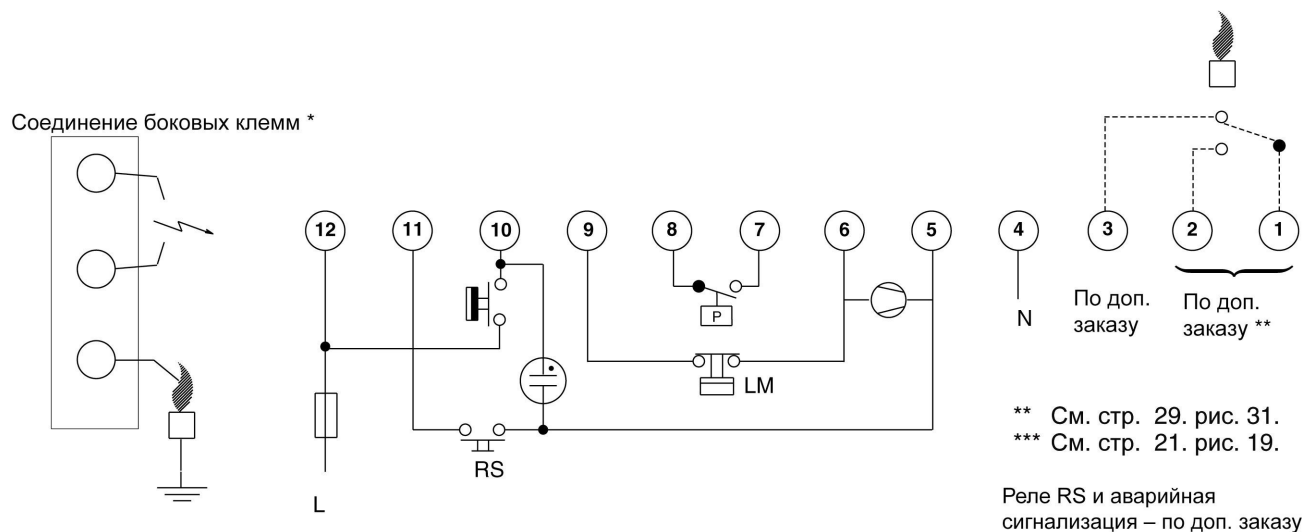 Соединение боковых клемм *
12 11 10 9 8 7 6 5 4 3 2 1
P
N
По доп.
заказу
По доп.
заказу **
LM
RS
L
** См. стр. 29. рис. 31.
*** См. стр. 21. рис. 19.
Реле RS и аварийная
сигнализация – по доп. заказу